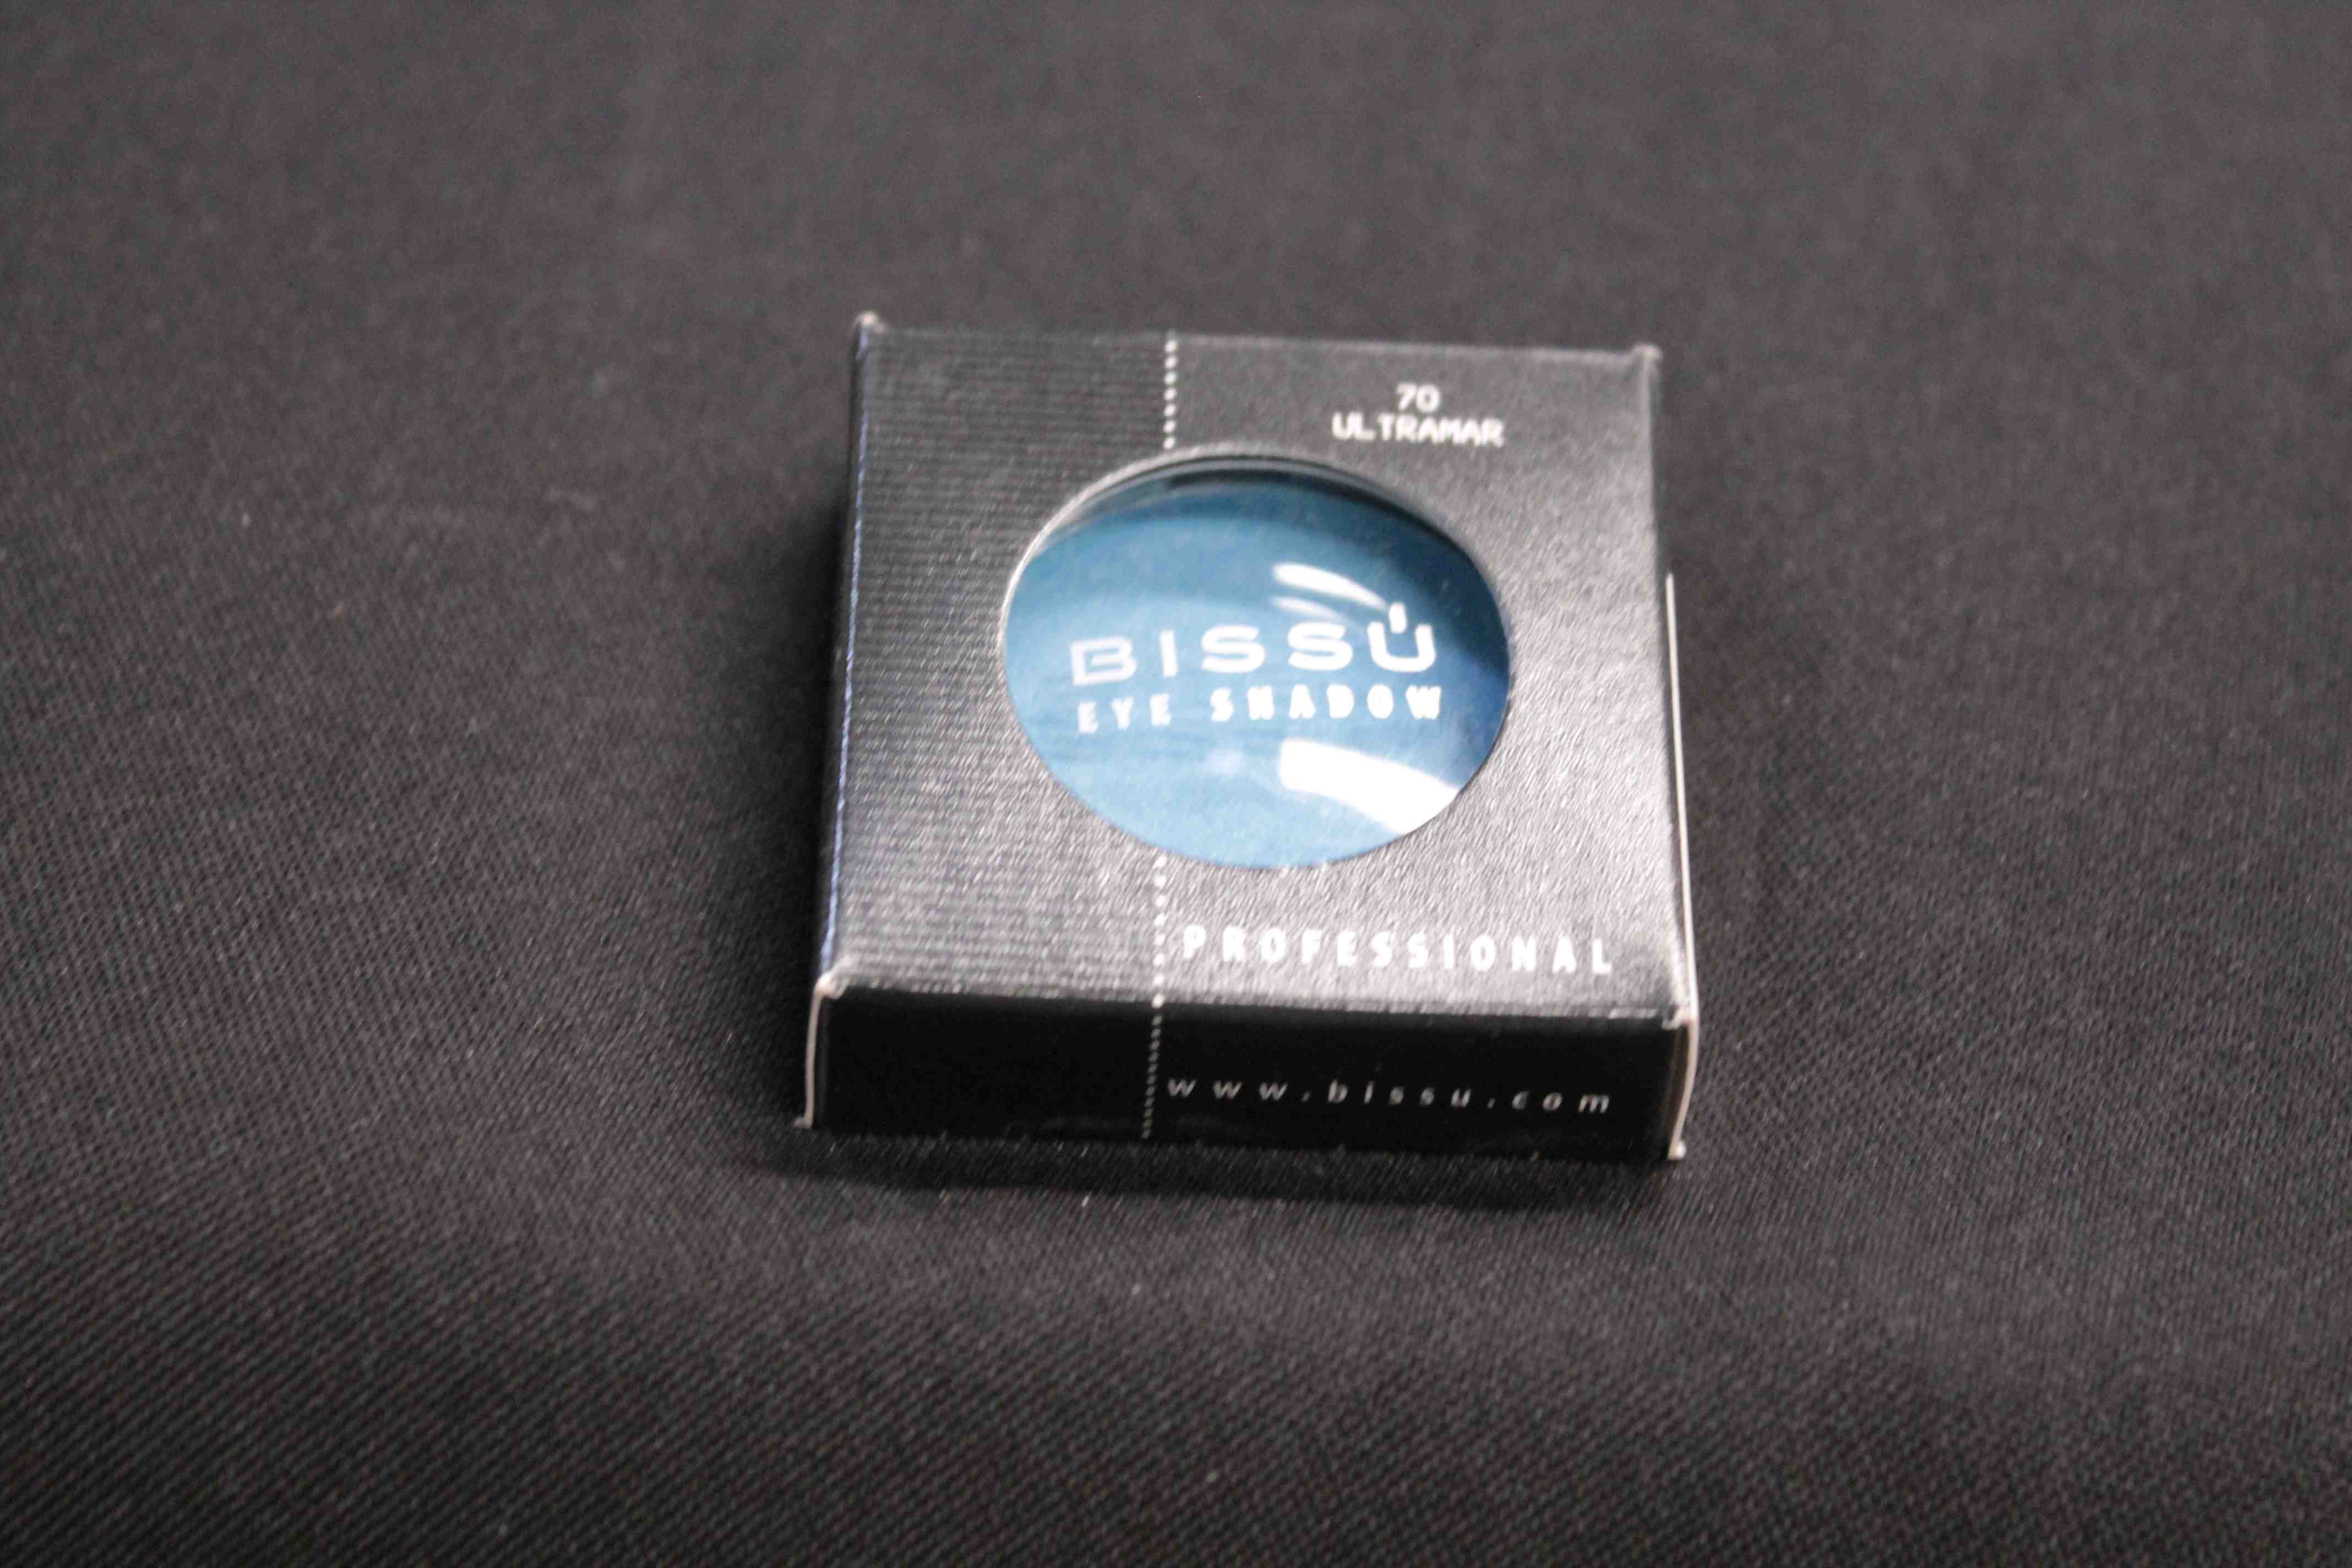 70
ULTRAMAR
BISSÚ
EYE SHADOW
PROFESSIONAL
www.bissu.com